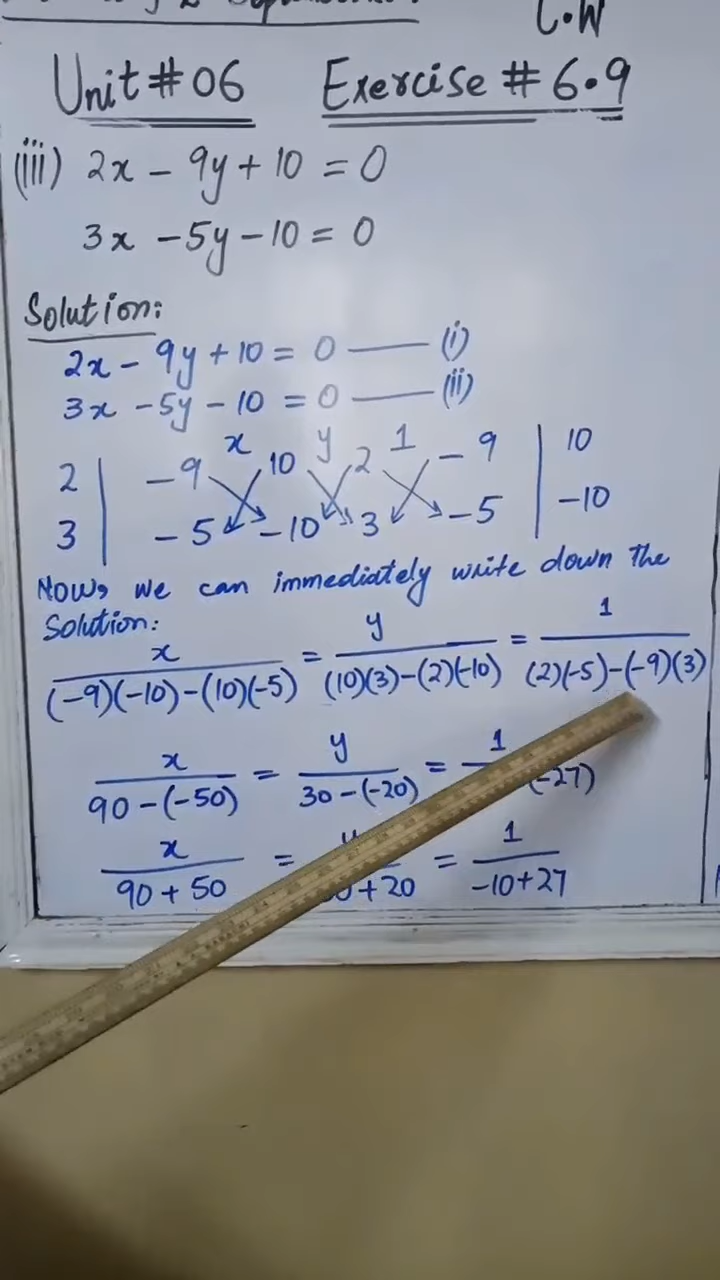 C.W
Unit # 06 Exercise # 6.9
(iii) 2x - 9y + 10 = 0
3x - 5y - 10 = 0
Solution:
2x - 9y + 10 = 0 —— (i)
3x - 5y - 10 = 0 —— (ii)
x y 1
2 | -9 10 2 -9 | 10
3 | -5 -10 3 -5 | -10
Now, we can immediately write down the
Solution:
x/((-9)(-10)-(10)(-5)) = y/((10)(3)-(2)(-10)) = 1/((2)(-5)-(-9)(3))
x/(90-(-50)) = y/(30-(-20)) = 1/(-27)
x/(90+50) = +20 = 1/(-10+27)